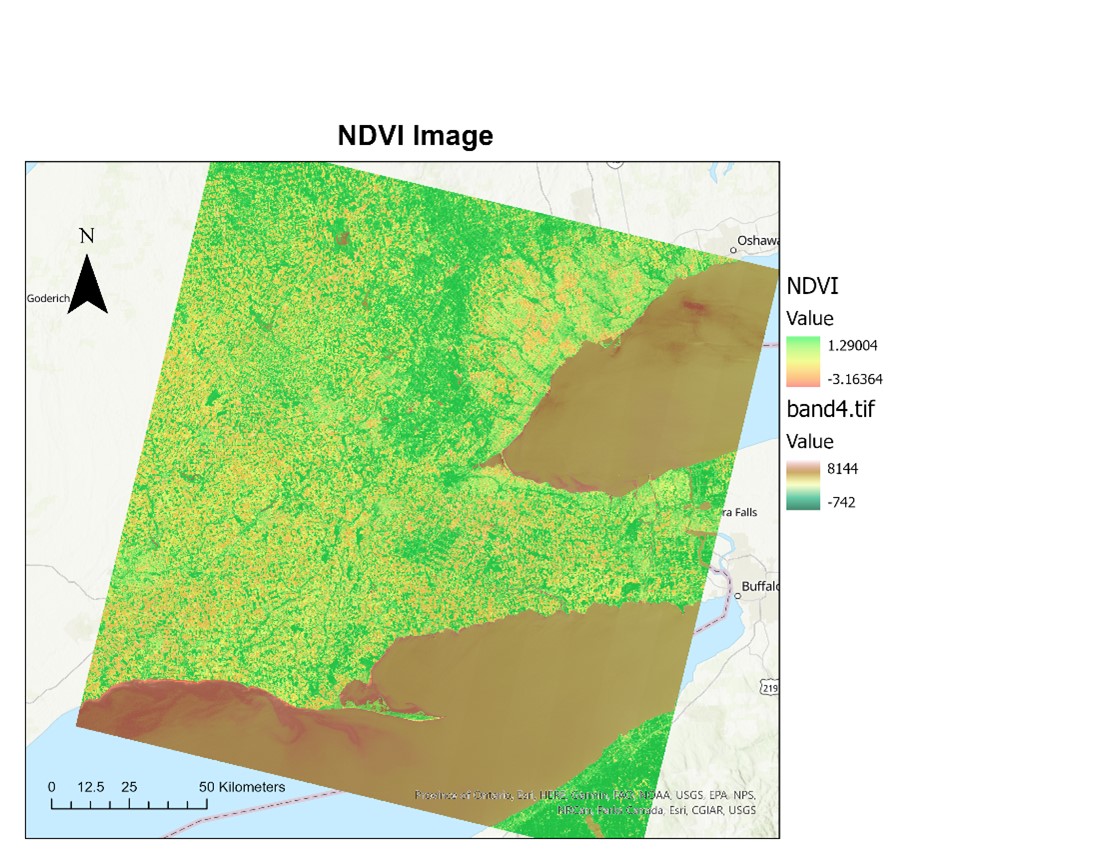 NDVI Image
Oshawa
N
Goderich
NDVI
Value
1.29004
-3.16364
band4.tif
Value
8144
-742
ra Falls
Buffalo
219
0 12.5 25 50 Kilometers
Province of Ontario, Esri, HERE, Garmin, FAO, NOAA, USGS, EPA, NPS,
NRCan, Parks Canada, Esri, CGIAR, USGS